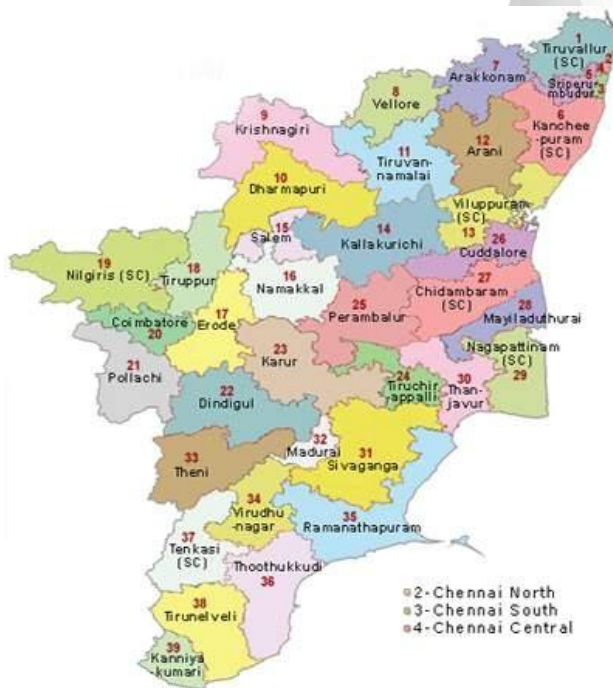 1
Tiruvallur
(SC)
2
4
5
Sriperu-
mbudur
3
7
Arakkonam
8
Vellore
6
Kanchee
-puram
(SC)
9
Krishnagiri
12
Arani
11
Tiruvan-
namalai
10
Dharmapuri
Viluppuram
(SC)
13
15
Salem
14
Kallakurichi
26
Cuddalore
19
Nilgiris (SC)
18
Tiruppur
16
Namakkal
27
Chidambaram
(SC)
25
Perambalur
28
Maylladuthurai
17
Erode
Coimbatore
20
Nagapattinam
(SC)
29
23
Karur
21
Pollachi
24
Tiruchir
-appalli
30
Than-
javur
22
Dindigul
32
Madurai
31
Sivaganga
33
Theni
34
Virudhu
-nagar
35
Ramanathapuram
37
Tenkasi
(SC)
Thoothukkudi
36
38
Tirunelveli
39
Kanniya
-kumari
2-Chennai North
3-Chennai South
4-Chennai Central